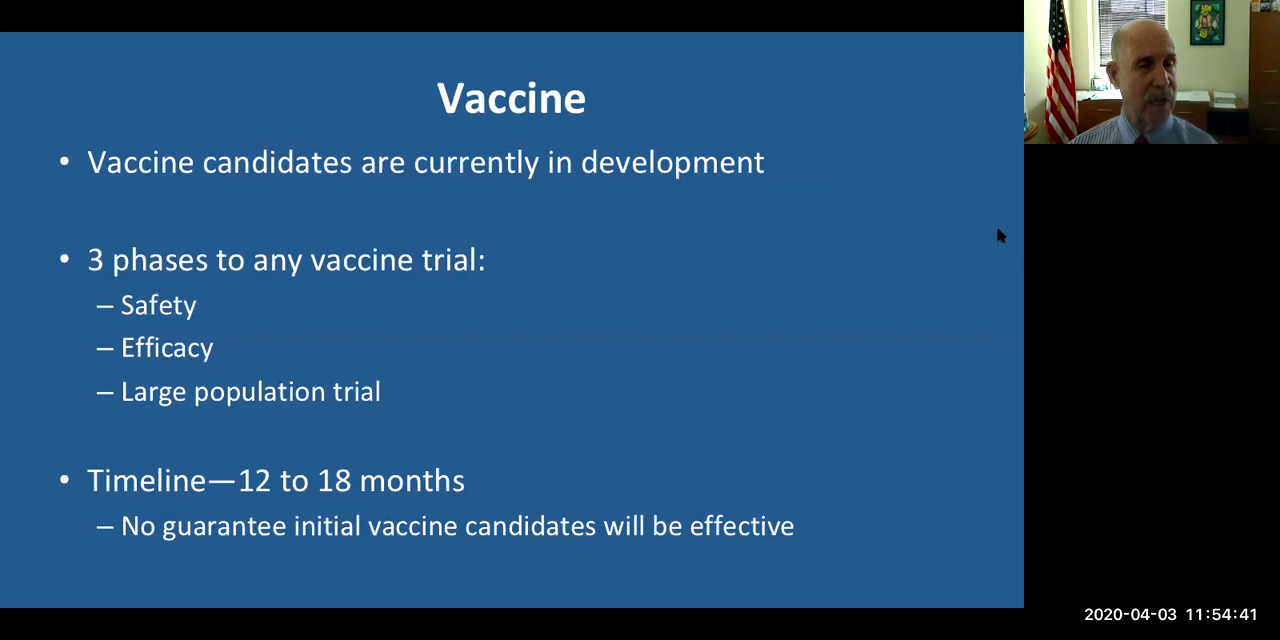 Vaccine
• Vaccine candidates are currently in development
• 3 phases to any vaccine trial:
– Safety
– Efficacy
– Large population trial
• Timeline—12 to 18 months
– No guarantee initial vaccine candidates will be effective
2020-04-03 11:54:41